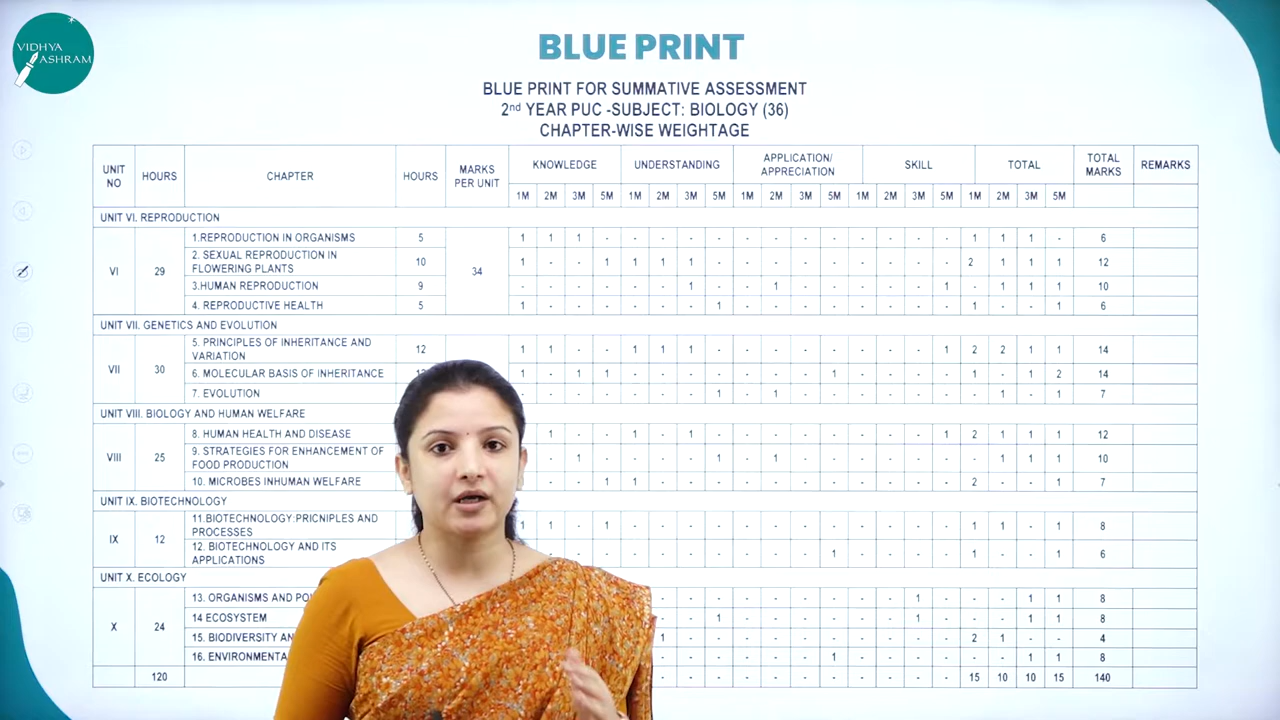 VIDHYA
ASHRAM
BLUE PRINT
BLUE PRINT FOR SUMMATIVE ASSESSMENT
2nd YEAR PUC -SUBJECT: BIOLOGY (36)
CHAPTER-WISE WEIGHTAGE
UNIT NO HOURS CHAPTER HOURS MARKS PER UNIT KNOWLEDGE UNDERSTANDING APPLICATION/ APPRECIATION SKILL TOTAL TOTAL MARKS REMARKS
1M 2M 3M 5M 1M 2M 3M 5M 1M 2M 3M 5M 1M 2M 3M 5M 1M 2M 3M 5M
UNIT VI. REPRODUCTION
VI 29 34
1.REPRODUCTION IN ORGANISMS 5 1 1 1 - - - - - - - - - - - - - 1 1 1 - 6
2. SEXUAL REPRODUCTION IN
FLOWERING PLANTS 10 1 - - 1 1 1 1 - - - - - - - - - 2 1 1 1 12
3.HUMAN REPRODUCTION 9 - - - - - - 1 - - 1 - - - - - 1 - 1 1 1 10
4. REPRODUCTIVE HEALTH 5 1 - - - - - - 1 - - - - - - - - 1 - - 1 6
UNIT VII. GENETICS AND EVOLUTION
VII 30
5. PRINCIPLES OF INHERITANCE AND
VARIATION 12 1 1 - - 1 1 1 - - - - - - - - 1 2 2 1 1 14
6. MOLECULAR BASIS OF INHERITANCE 1 - 1 1 - - - - - - - 1 - - - - 1 - 1 2 14
7. EVOLUTION - - - - - - - 1 - 1 - - - - - - - 1 - 1 7
UNIT VIII. BIOLOGY AND HUMAN WELFARE
VIII 25
8. HUMAN HEALTH AND DISEASE 1 - - 1 - 1 - - - - - - - - 1 2 1 1 1 12
9. STRATEGIES FOR ENHANCEMENT OF
FOOD PRODUCTION - 1 - - - - 1 - 1 - - - - - - - 1 1 1 10
10. MICROBES INHUMAN WELFARE - - 1 1 - - - - - - - - - - - 2 - - 1 7
UNIT IX. BIOTECHNOLOGY
IX 12
11.BIOTECHNOLOGY:PRICNIPLES AND
PROCESSES 1 1 - 1 - - - - - - - - - - - - 1 1 - 1 8
12. BIOTECHNOLOGY AND ITS
APPLICATIONS - - - - - - - - - - 1 - - - - 1 - - 1 6
UNIT X. ECOLOGY
X 24
13. ORGANISMS AND - - - - - - - - - 1 - - - 1 1 8
14 ECOSYSTEM - - 1 - - - - - - 1 - - - 1 1 8
15. BIODIVERSITY 1 - - - - - - - - - - 2 1 - - 4
16. ENVIRONMENTA - - - - - - 1 - - - - - - 1 1 8
120 - - - - - - - - - - - 15 10 10 15 140